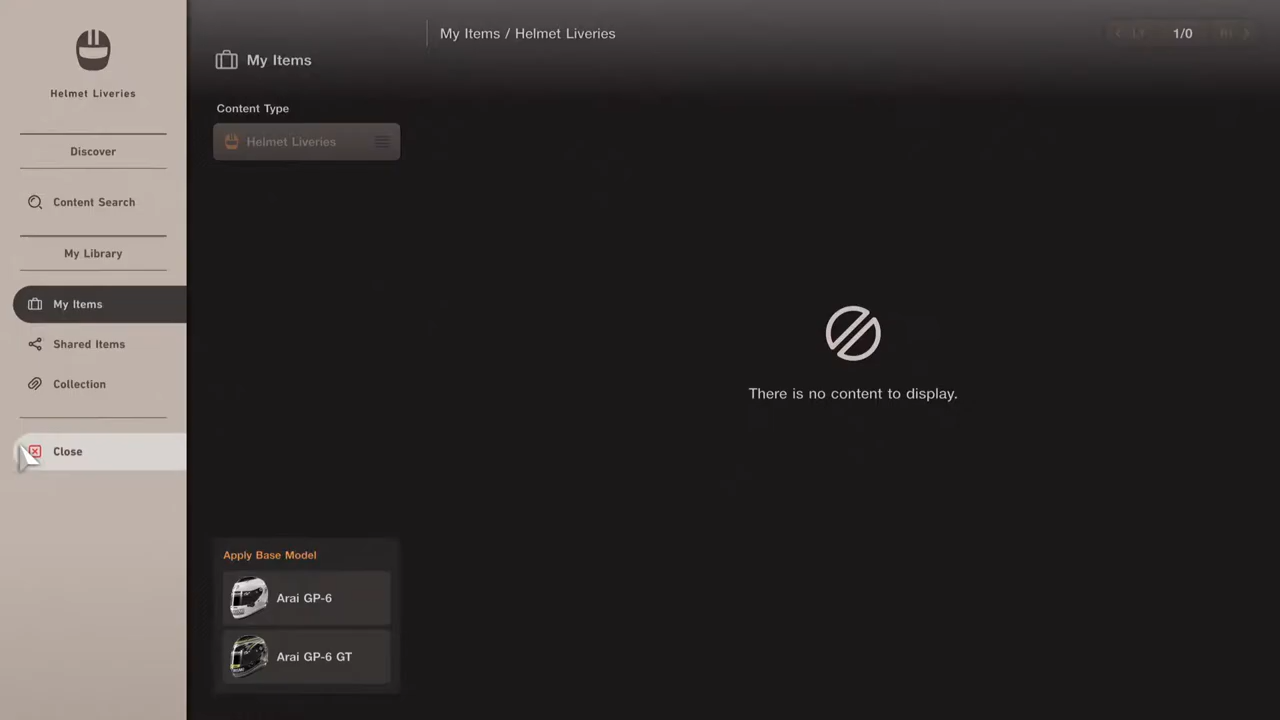 Helmet Liveries
Discover
Content Search
My Library
My Items
Shared Items
Collection
Close
My Items
My Items / Helmet Liveries
1/0
Content Type
Helmet Liveries
There is no content to display.
Apply Base Model
Arai GP-6
Arai GP-6 GT